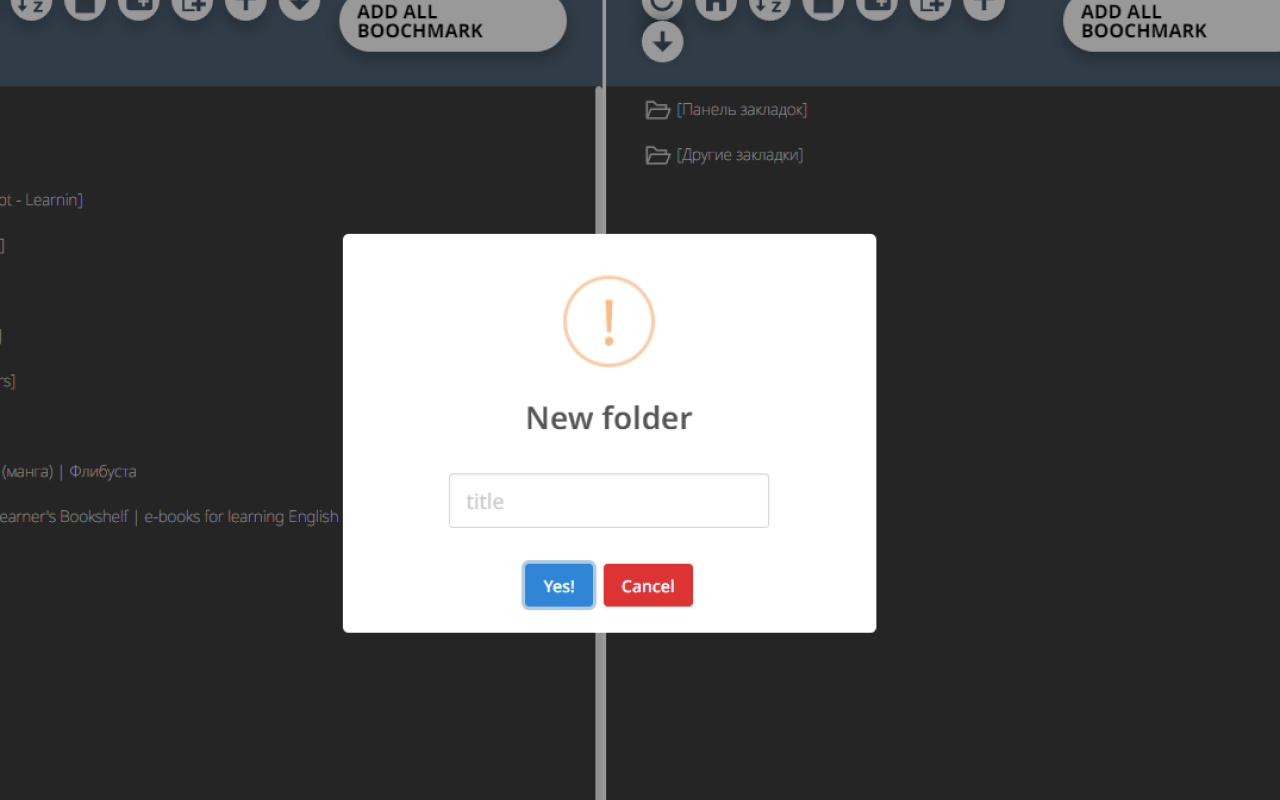 ADD ALL
BOOCHMARK
ADD ALL
BOOCHMARK
[Панель закладок]
[Другие закладки]
ot - Learnin]
]
]
rs]
(манга) | Флибуста
earner's Bookshelf | e-books for learning English
New folder
title
Yes!
Cancel